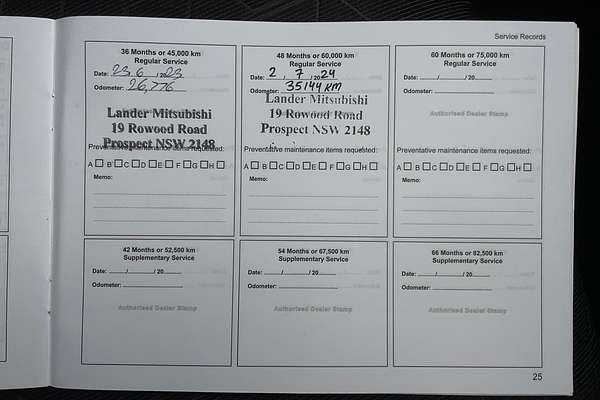 Service Records
36 Months or 45,000 km
Regular Service
Date: 23/6/2023
Odometer: 26,776
Lander Mitsubishi
19 Rowood Road
Prospect NSW 2148
Preventative maintenance items requested:
A B C D E F G H
Memo:
48 Months or 60,000 km
Regular Service
Date: 2/7/2024
Odometer: 35144 KM
Lander Mitsubishi
19 Rowood Road
Prospect NSW 2148
Preventative maintenance items requested:
A B C D E F G H
Memo:
60 Months or 75,000 km
Regular Service
Date: ....../....../ 20......
Odometer:
Authorised Dealer Stamp
Preventative maintenance items requested:
A B C D E F G H
Memo:
42 Months or 52,500 km
Supplementary Service
Date: ....../....../ 20......
Odometer:
Authorised Dealer Stamp
54 Months or 67,500 km
Supplementary Service
Date: ....../....../ 20......
Odometer:
Authorised Dealer Stamp
66 Months or 82,500 km
Supplementary Service
Date: ....../....../ 20......
Odometer:
Authorised Dealer Stamp
25